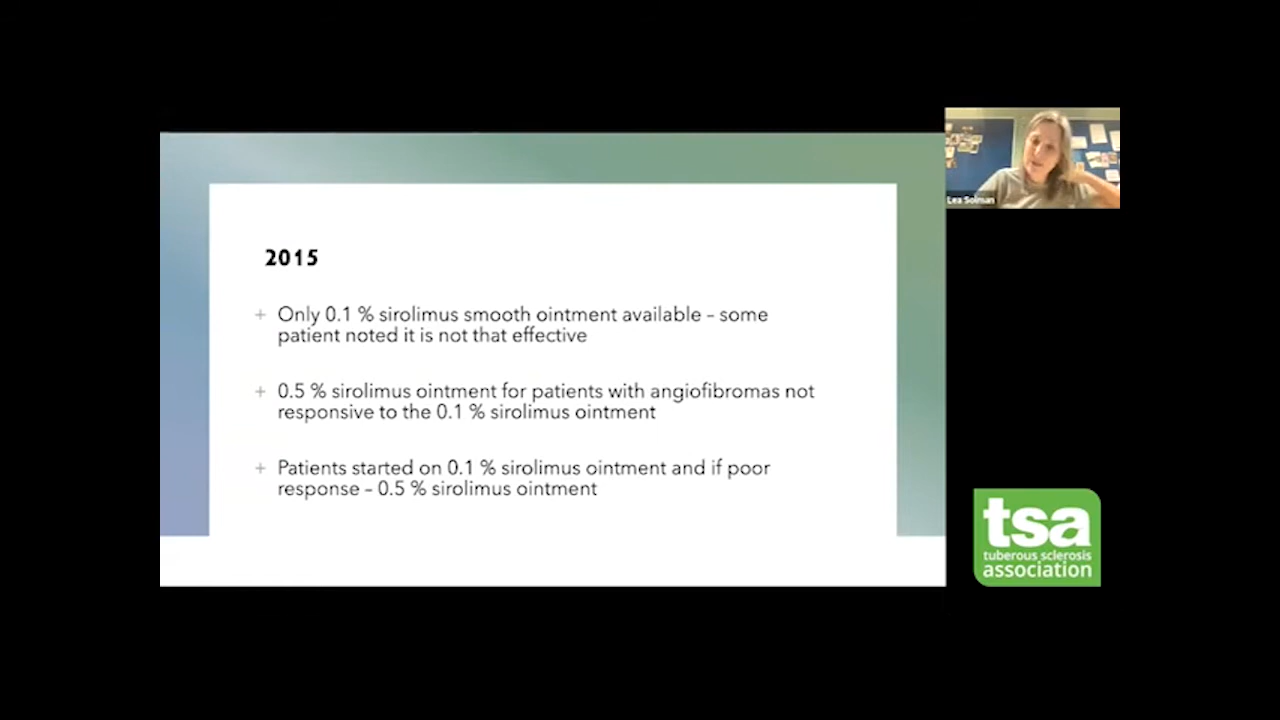 2015
+ Only 0.1 % sirolimus smooth ointment available – some
patient noted it is not that effective
+ 0.5 % sirolimus ointment for patients with angiofibromas not
responsive to the 0.1 % sirolimus ointment
+ Patients started on 0.1 % sirolimus ointment and if poor
response – 0.5 % sirolimus ointment
Lea Solman
tsa
tuberous sclerosis
association